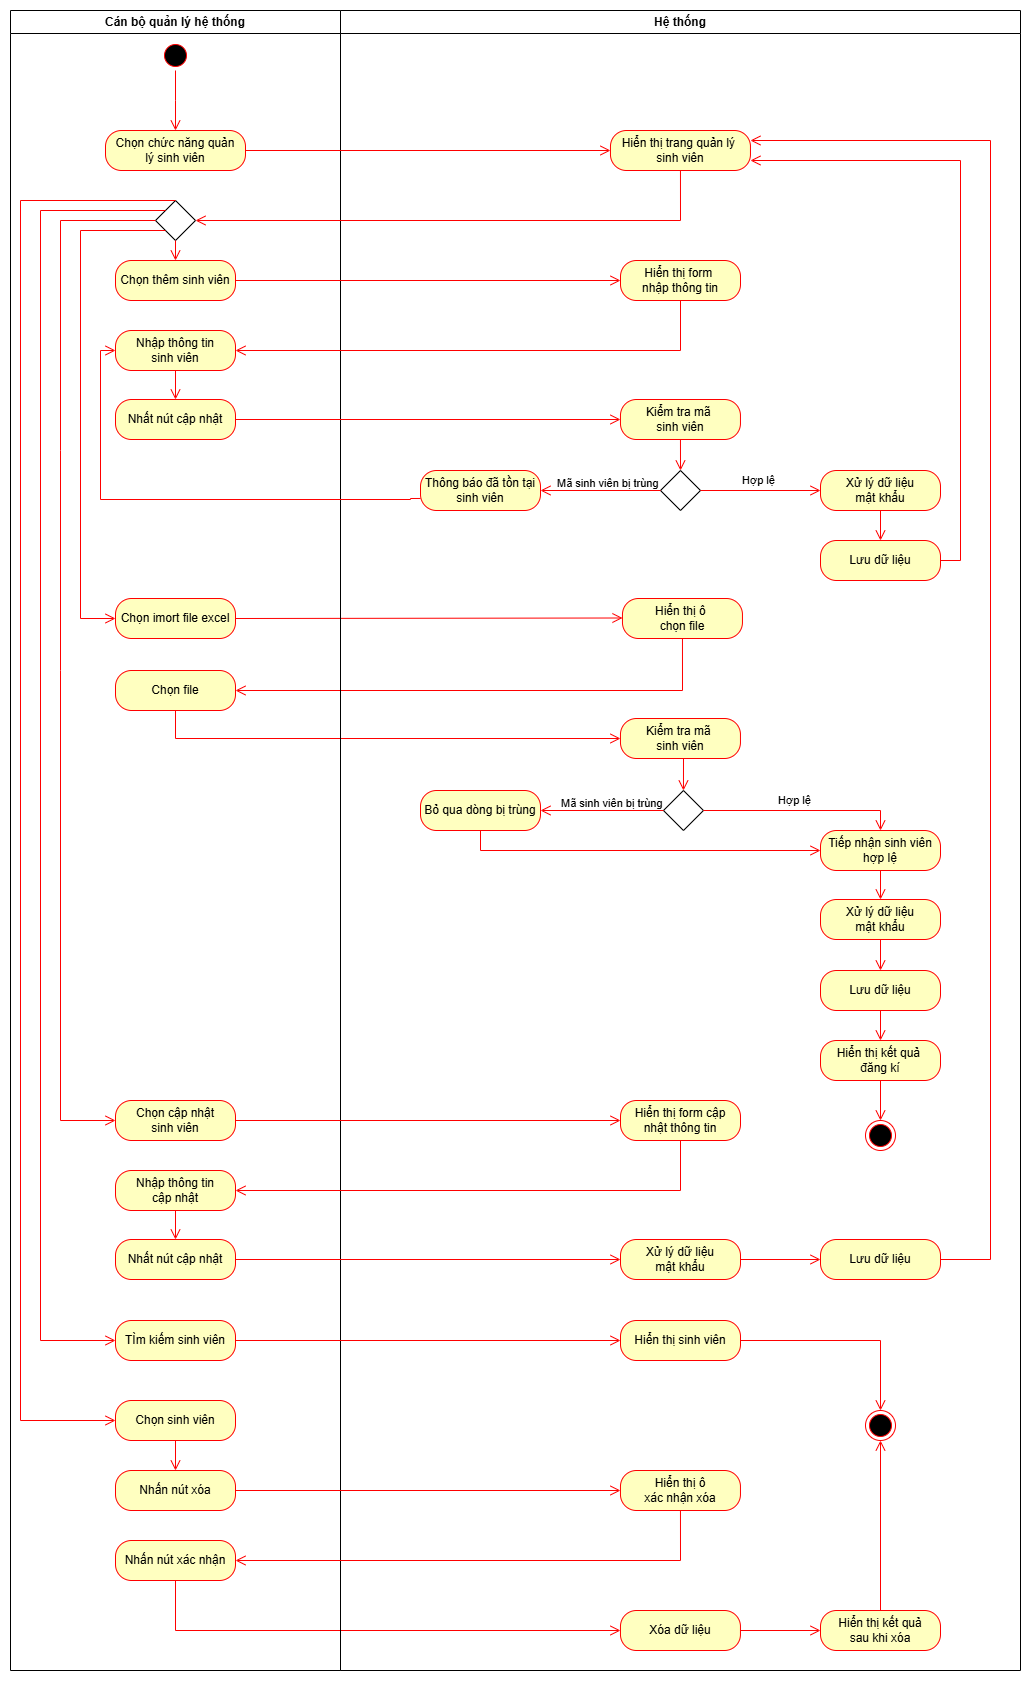 Cán bộ quản lý hệ thống
Hệ thống
Chọn chức năng quản
lý sinh viên
Hiển thị trang quản lý
sinh viên
Chọn thêm sinh viên
Hiển thị form
nhập thông tin
Nhập thông tin
sinh viên
Nhất nút cập nhật
Kiểm tra mã
sinh viên
Thông báo đã tồn tại
sinh viên
Mã sinh viên bị trùng
Hợp lệ
Xử lý dữ liệu
mật khẩu
Lưu dữ liệu
Chọn imort file excel
Hiển thị ô
chọn file
Chọn file
Kiểm tra mã
sinh viên
Bỏ qua dòng bị trùng
Mã sinh viên bị trùng
Hợp lệ
Tiếp nhận sinh viên
hợp lệ
Xử lý dữ liệu
mật khẩu
Lưu dữ liệu
Hiển thị kết quả
đăng kí
Chọn cập nhật
sinh viên
Hiển thị form cập
nhật thông tin
Nhập thông tin
cập nhật
Nhất nút cập nhật
Xử lý dữ liệu
mật khẩu
Lưu dữ liệu
TÌm kiếm sinh viên
Hiển thị sinh viên
Chọn sinh viên
Nhấn nút xóa
Hiển thị ô
xác nhận xóa
Nhấn nút xác nhận
Xóa dữ liệu
Hiển thị kết quả
sau khi xóa